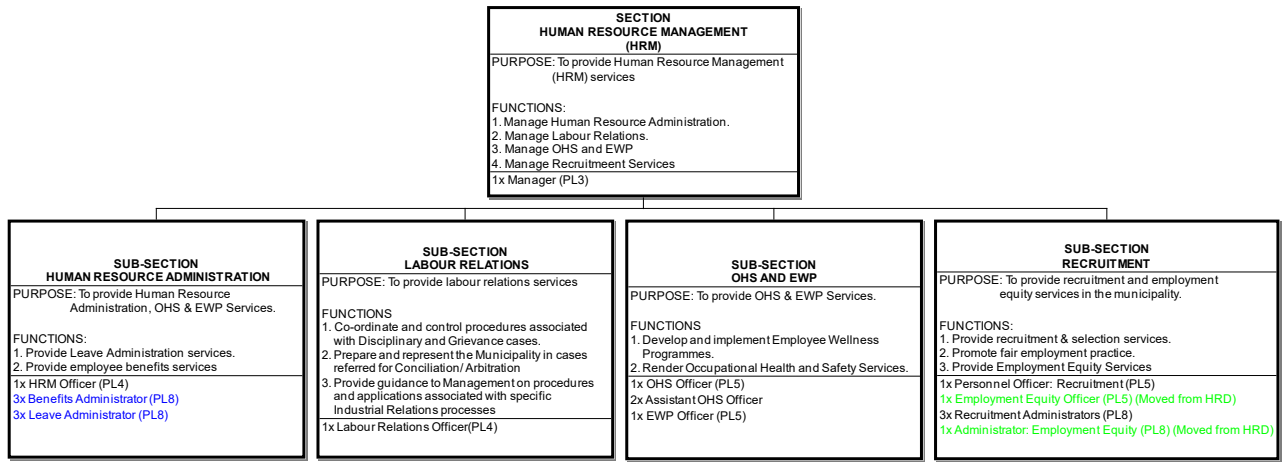 SECTION
HUMAN RESOURCE MANAGEMENT
(HRM)
PURPOSE: To provide Human Resource Management
(HRM) services
FUNCTIONS:
1. Manage Human Resource Administration.
2. Manage Labour Relations.
3. Manage OHS and EWP
4. Manage Recruitmeent Services
1x Manager (PL3)
SUB-SECTION
HUMAN RESOURCE ADMINISTRATION
PURPOSE: To provide Human Resource
Administration, OHS & EWP Services.
FUNCTIONS:
1. Provide Leave Administration services.
2. Provide employee benefits services
1x HRM Officer (PL4)
3x Benefits Administrator (PL8)
3x Leave Administrator (PL8)
SUB-SECTION
LABOUR RELATIONS
PURPOSE: To provide labour relations services
FUNCTIONS
1. Co-ordinate and control procedures associated
with Disciplinary and Grievance cases.
2. Prepare and represent the Municipality in cases
referred for Conciliation/ Arbitration
3. Provide guidance to Management on procedures
and applications associated with specific
Industrial Relations processes
1x Labour Relations Officer(PL4)
SUB-SECTION
OHS AND EWP
PURPOSE: To provide OHS & EWP Services.
FUNCTIONS
1. Develop and implement Employee Wellness
Programmes.
2. Render Occupational Health and Safety Services.
1x OHS Officer (PL5)
2x Assistant OHS Officer
1x EWP Officer (PL5)
SUB-SECTION
RECRUITMENT
PURPOSE: To provide recruitment and employment
equity services in the municipality.
FUNCTIONS:
1. Provide recruitment & selection services.
2. Promote fair employment practice.
3. Provide Employment Equity Services
1x Personnel Officer: Recruitment (PL5)
1x Employment Equity Officer (PL5) (Moved from HRD)
3x Recruitment Administrators (PL8)
1x Administrator: Employment Equity (PL8) (Moved from HRD)